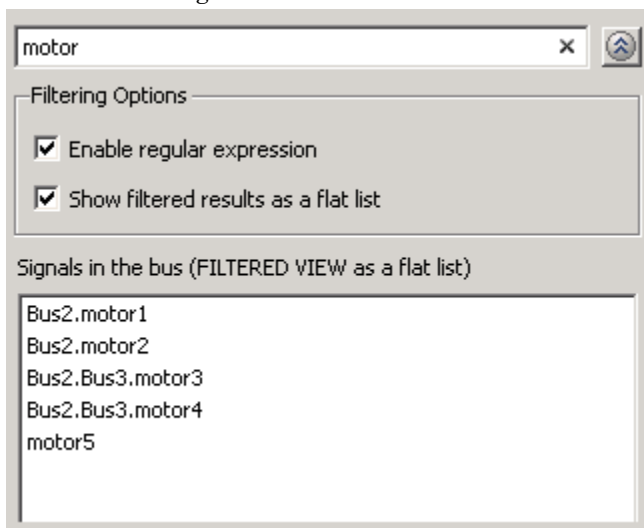 motor
Filtering Options
Enable regular expression
Show filtered results as a flat list
Signals in the bus (FILTERED VIEW as a flat list)
Bus2.motor1
Bus2.motor2
Bus2.Bus3.motor3
Bus2.Bus3.motor4
motor5